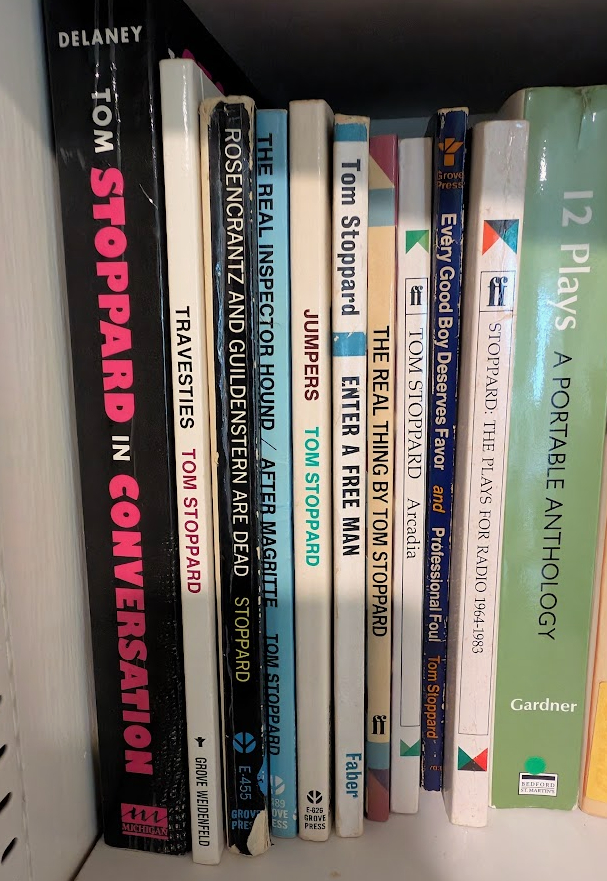 DELANEY TOM STOPPARD IN CONVERSATION MICHIGAN
TRAVESTIES TOM STOPPARD GROVE WEIDENFELD
ROSENCRANTZ AND GUILDENSTERN ARE DEAD STOPPARD E-455 GROVE
THE REAL INSPECTOR HOUND / AFTER MAGRITTE TOM STOPPARD
JUMPERS TOM STOPPARD E-626 GROVE PRESS
Tom Stoppard ENTER A FREE MAN Faber
THE REAL THING BY TOM STOPPARD ff
ff TOM STOPPARD Arcadia
Grove Press Every Good Boy Deserves Favor and Professional Foul Tom Stoppard
ff STOPPARD: THE PLAYS FOR RADIO 1964-1983
12 Plays A PORTABLE ANTHOLOGY Gardner BEDFORD ST. MARTIN'S